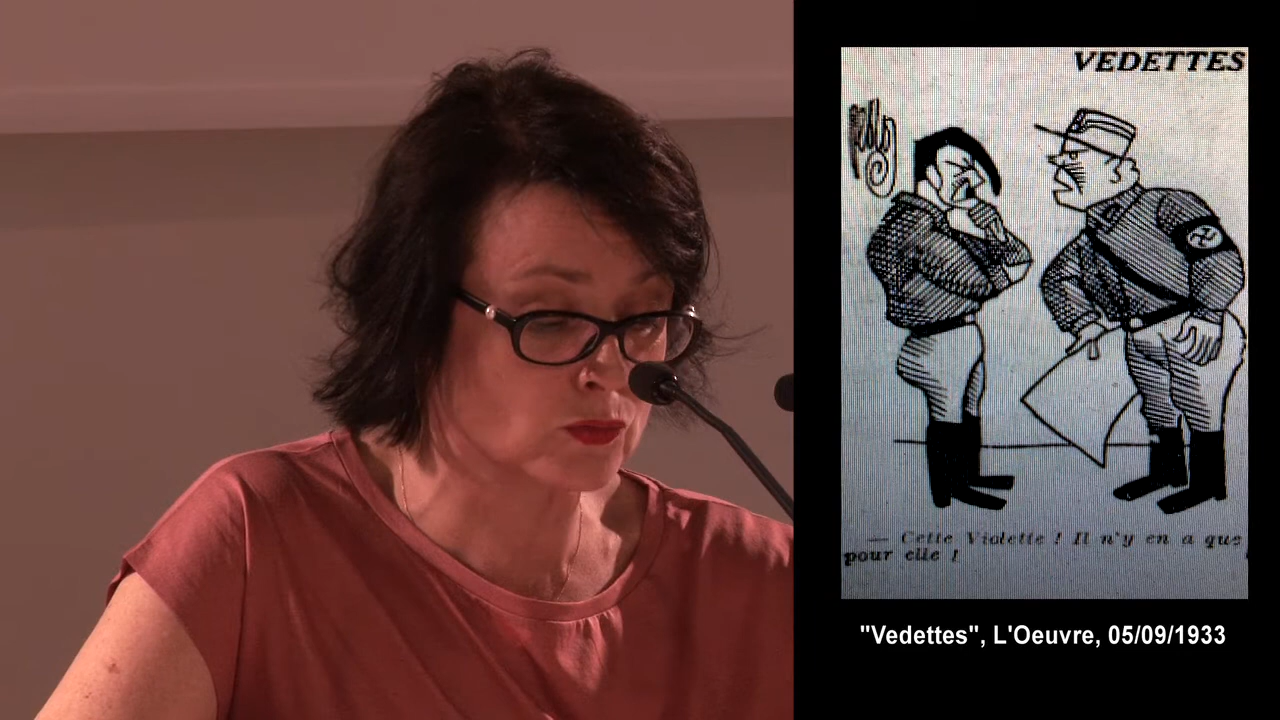 VEDETTES
— Cette Violette ! Il n'y en a que
pour elle !
"Vedettes", L'Oeuvre, 05/09/1933